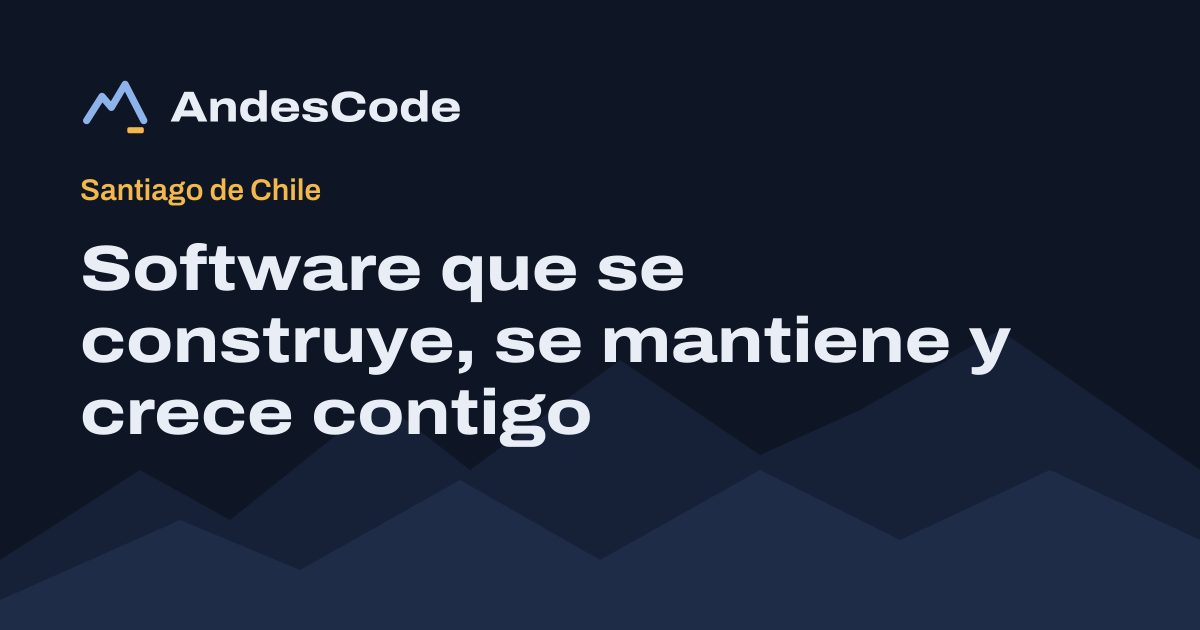 AndesCode
Santiago de Chile
Software que se
construye, se mantiene y
crece contigo